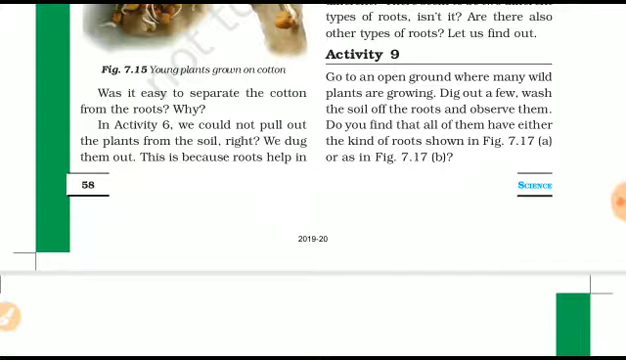 Fig. 7.15 Young plants grown on cotton
Was it easy to separate the cotton
from the roots? Why?
In Activity 6, we could not pull out
the plants from the soil, right? We dug
them out. This is because roots help in
types of roots, isn't it? Are there also
other types of roots? Let us find out.
Activity 9
Go to an open ground where many wild
plants are growing. Dig out a few, wash
the soil off the roots and observe them.
Do you find that all of them have either
the kind of roots shown in Fig. 7.17 (a)
or as in Fig. 7.17 (b)?
58
SCIENCE
2019-20
not to